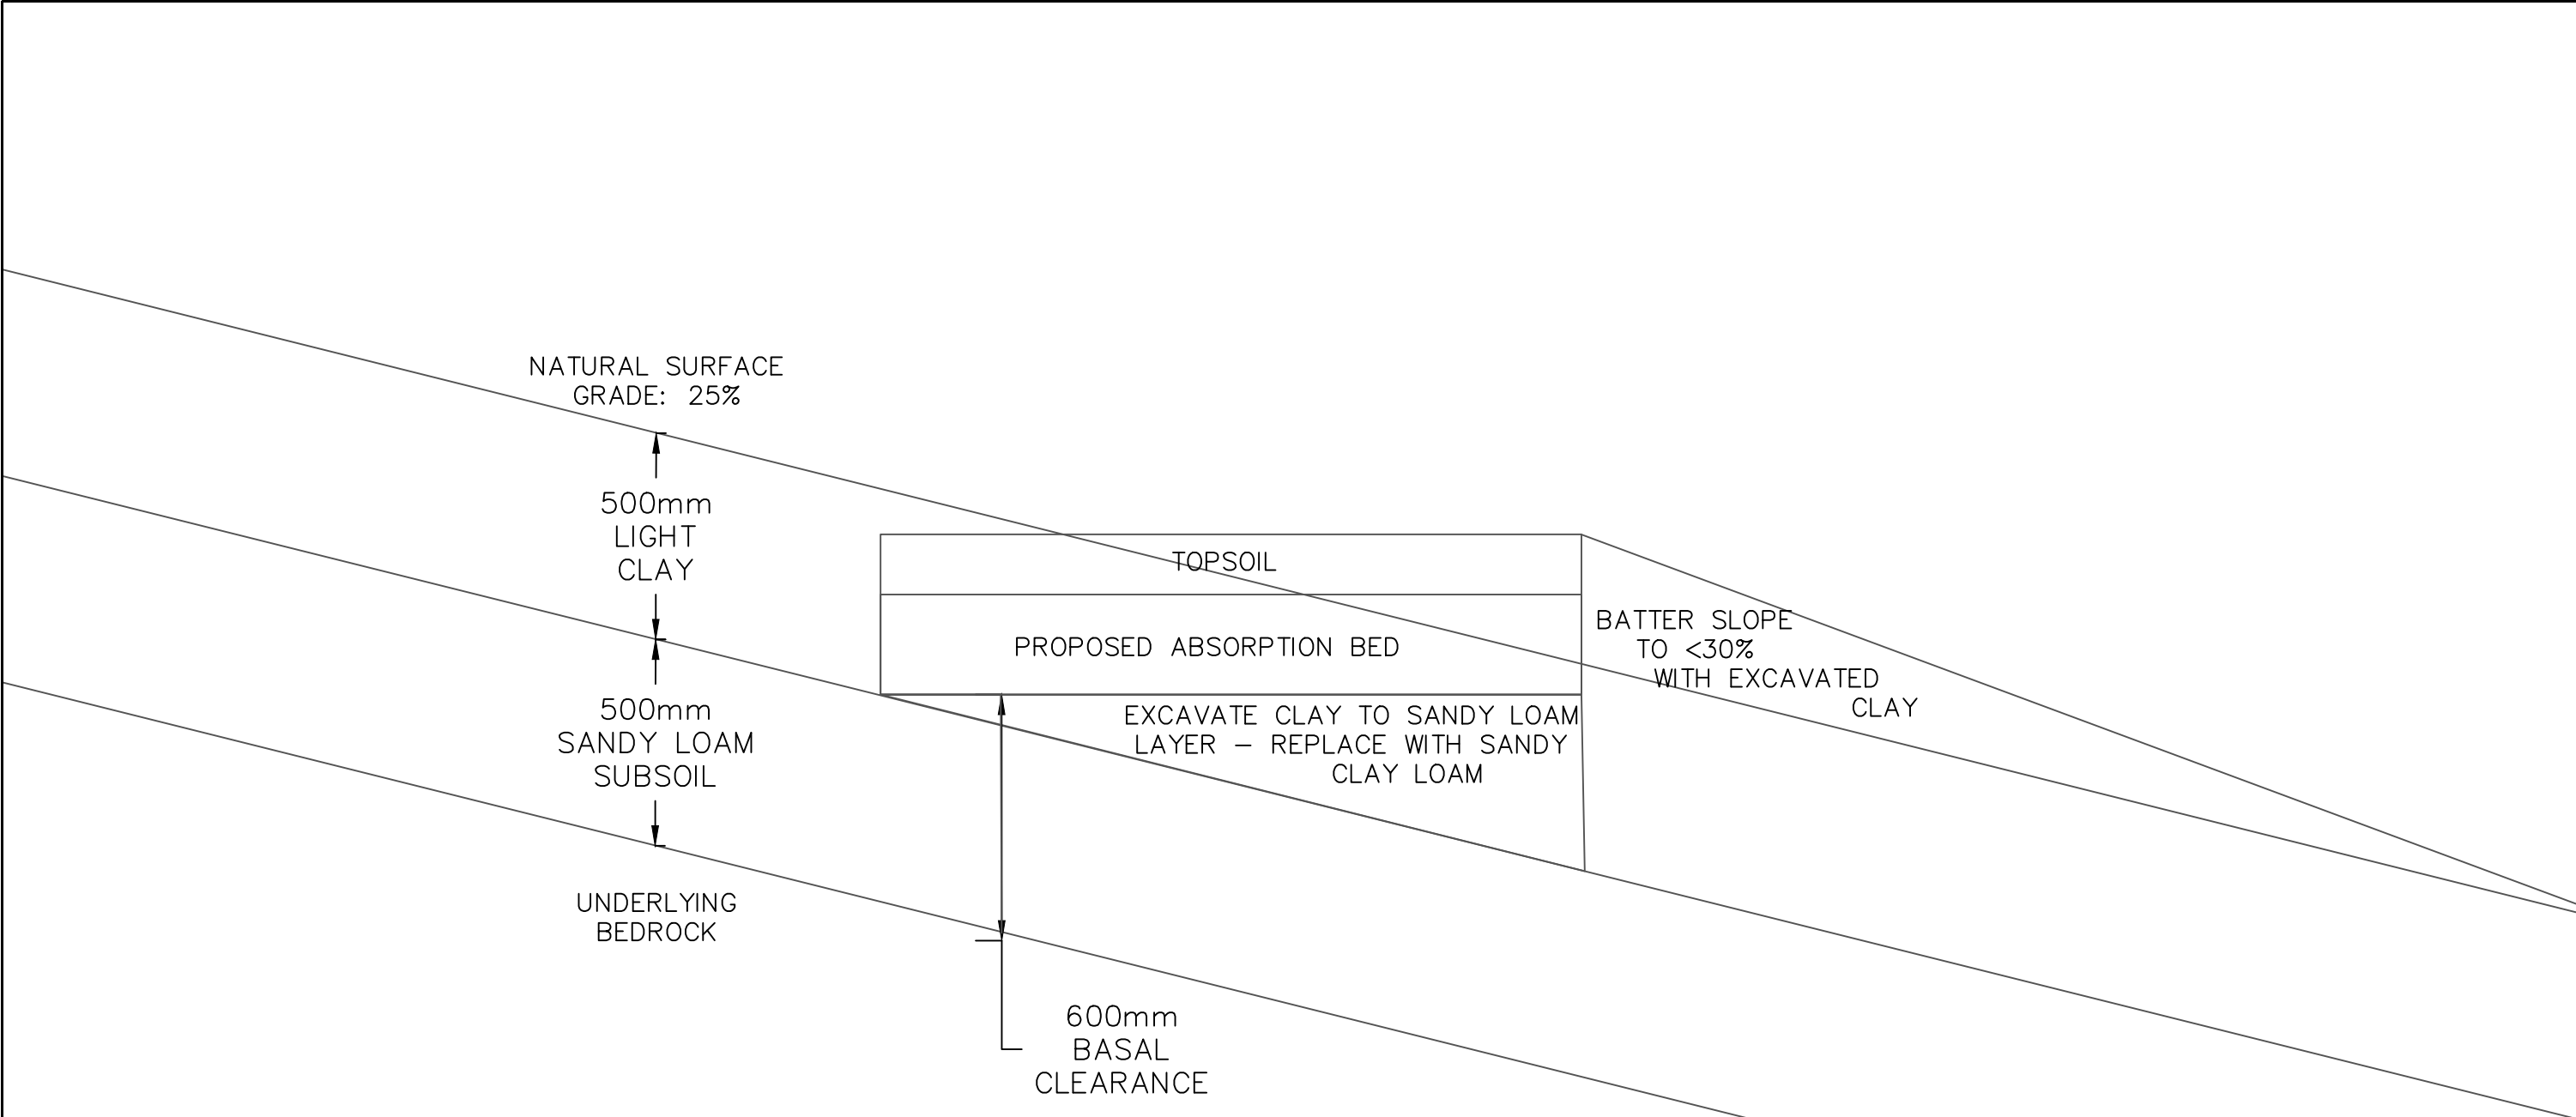 NATURAL SURFACE
GRADE: 25%
500mm
LIGHT
CLAY
TOPSOIL
PROPOSED ABSORPTION BED
BATTER SLOPE
TO <30%
WITH EXCAVATED
CLAY
500mm
SANDY LOAM
SUBSOIL
EXCAVATE CLAY TO SANDY LOAM
LAYER – REPLACE WITH SANDY
CLAY LOAM
UNDERLYING
BEDROCK
600mm
BASAL
CLEARANCE